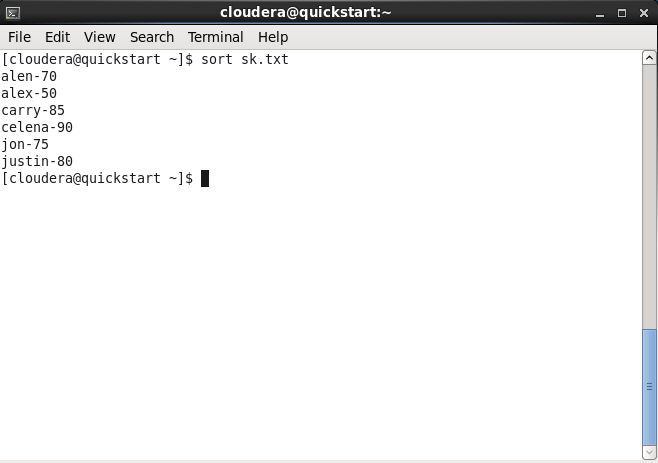 cloudera@quickstart:~
File Edit View Search Terminal Help
[cloudera@quickstart ~]$ sort sk.txt
alen-70
alex-50
carry-85
celena-90
jon-75
justin-80
[cloudera@quickstart ~]$